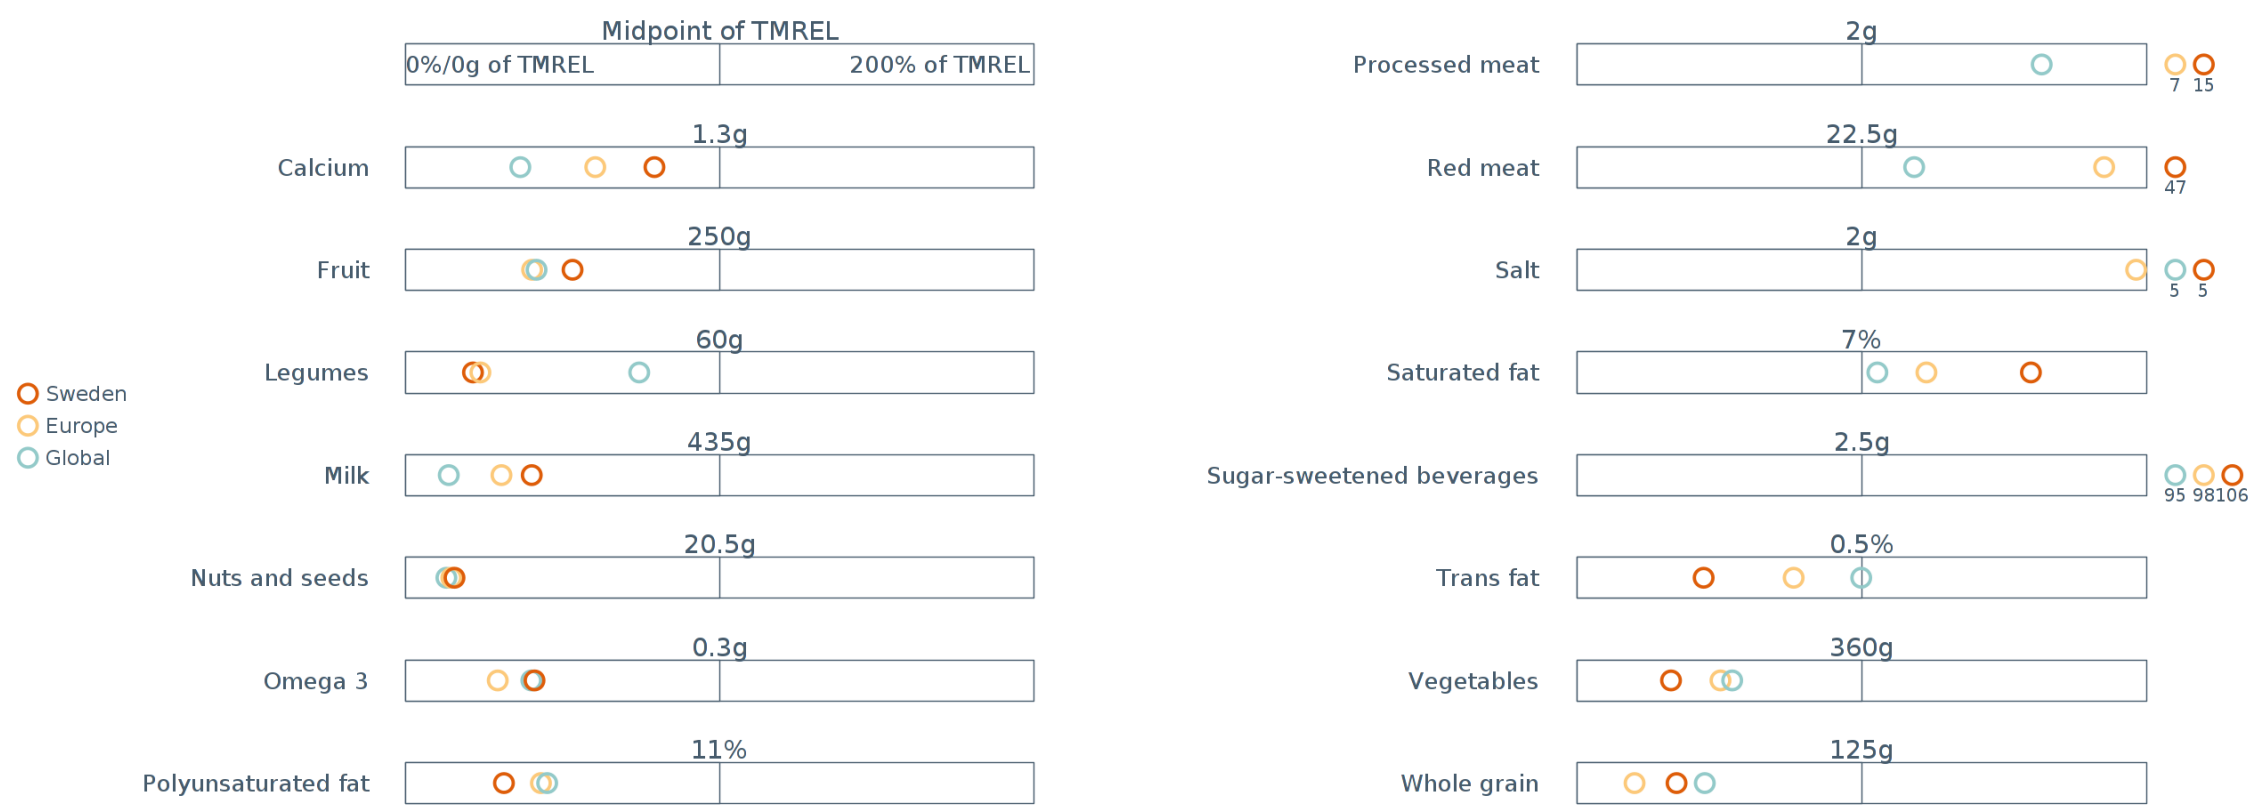 Midpoint of TMREL
0%/0g of TMREL
200% of TMREL
1.3g
Calcium
250g
Fruit
60g
Legumes
435g
Milk
20.5g
Nuts and seeds
0.3g
Omega 3
11%
Polyunsaturated fat
Sweden
Europe
Global
2g
Processed meat
7 15
22.5g
Red meat
47
2g
Salt
5 5
7%
Saturated fat
2.5g
Sugar-sweetened beverages
95 98 106
0.5%
Trans fat
360g
Vegetables
125g
Whole grain